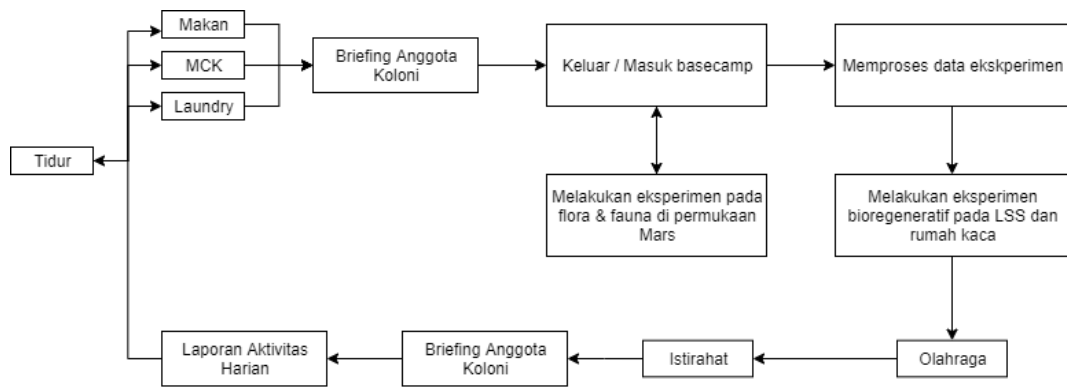 Makan
MCK
Laundry
Tidur
Briefing Anggota
Koloni
Keluar / Masuk basecamp
Memproses data ekskperimen
Melakukan eksperimen pada
flora & fauna di permukaan
Mars
Melakukan eksperimen
bioregeneratif pada LSS dan
rumah kaca
Laporan Aktivitas
Harian
Briefing Anggota
Koloni
Istirahat
Olahraga